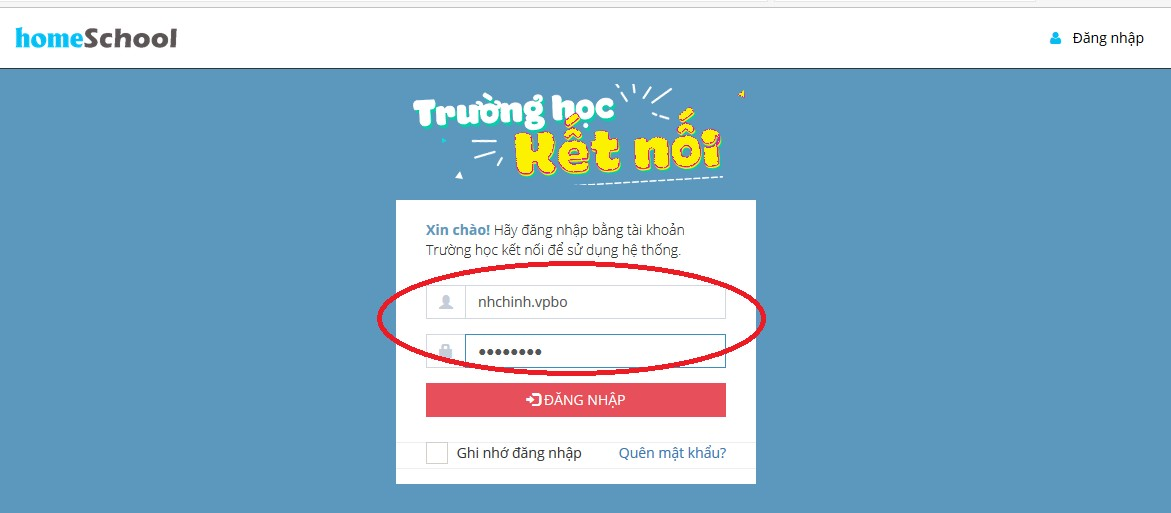 homeSchool
Đăng nhập
Trường học
Kết nối
Xin chào! Hãy đăng nhập bằng tài khoản
Trường học kết nối để sử dụng hệ thống.
nhchinh.vpbo
••••••••
ĐĂNG NHẬP
Ghi nhớ đăng nhập
Quên mật khẩu?